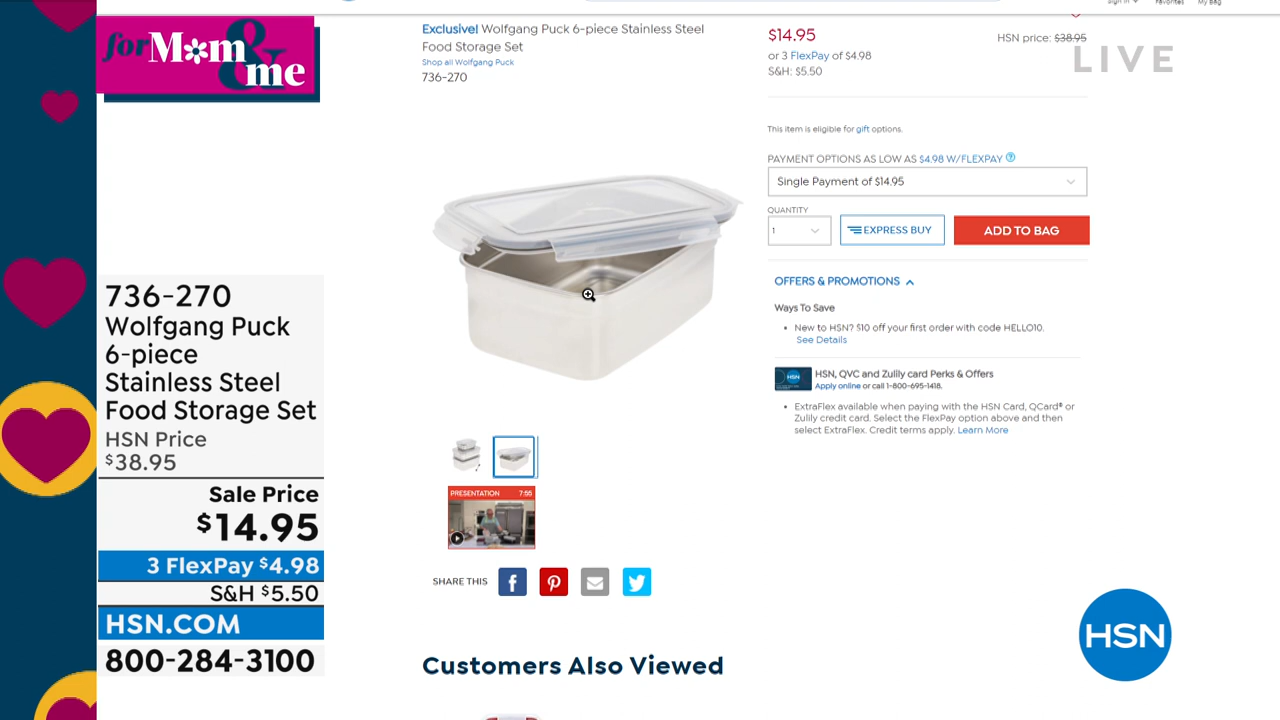 Sign In
Favorites
My Bag
for Mom
& me
Exclusive! Wolfgang Puck 6-piece Stainless Steel
Food Storage Set
Shop all Wolfgang Puck
736-270
$14.95
HSN price: $38.95
or 3 FlexPay of $4.98
S&H: $5.50
LIVE
This item is eligible for gift options.
PAYMENT OPTIONS AS LOW AS $4.98 W/FLEXPAY ?
Single Payment of $14.95
QUANTITY
1
EXPRESS BUY
ADD TO BAG
OFFERS & PROMOTIONS
Ways To Save
• New to HSN? $10 off your first order with code HELLO10.
See Details
HSN
HSN, QVC and Zulily card Perks & Offers
Apply online or call 1-800-695-1418.
• ExtraFlex available when paying with the HSN Card, QCard® or
Zulily credit card. Select the FlexPay option above and then
select ExtraFlex. Credit terms apply. Learn More
PRESENTATION 7:56
SHARE THIS
Customers Also Viewed
736-270
Wolfgang Puck
6-piece
Stainless Steel
Food Storage Set
HSN Price
$38.95
Sale Price
$14.95
3 FlexPay $4.98
S&H $5.50
HSN.COM
800-284-3100
HSN